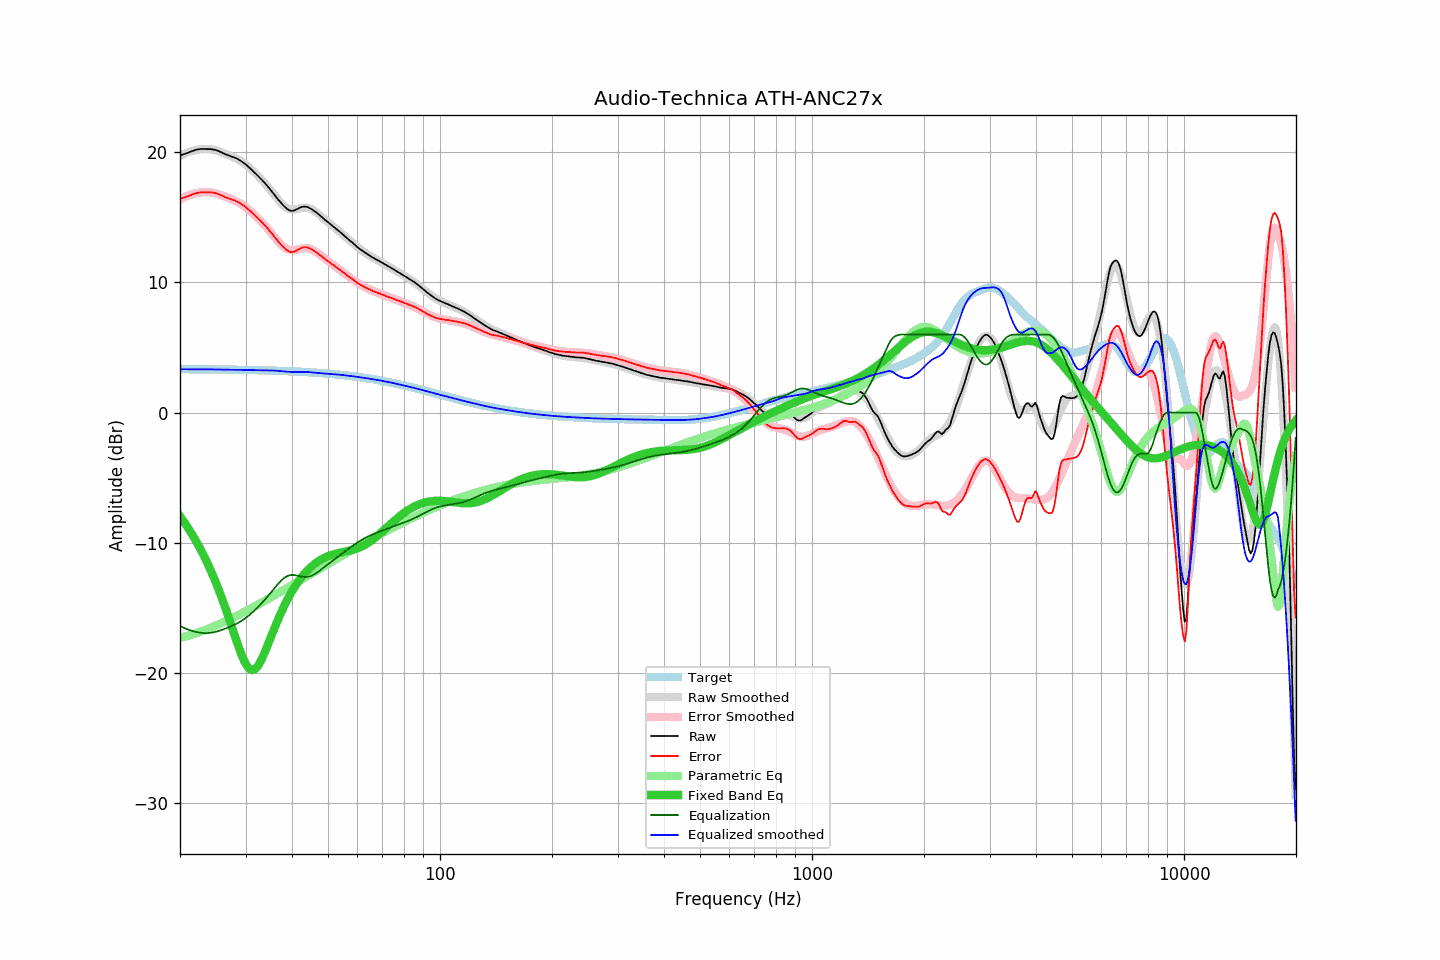 Audio-Technica ATH-ANC27x
Amplitude (dBr)
20
10
0
−10
−20
−30
Target
Raw Smoothed
Error Smoothed
Raw
Error
Parametric Eq
Fixed Band Eq
Equalization
Equalized smoothed
100
1000
10000
Frequency (Hz)